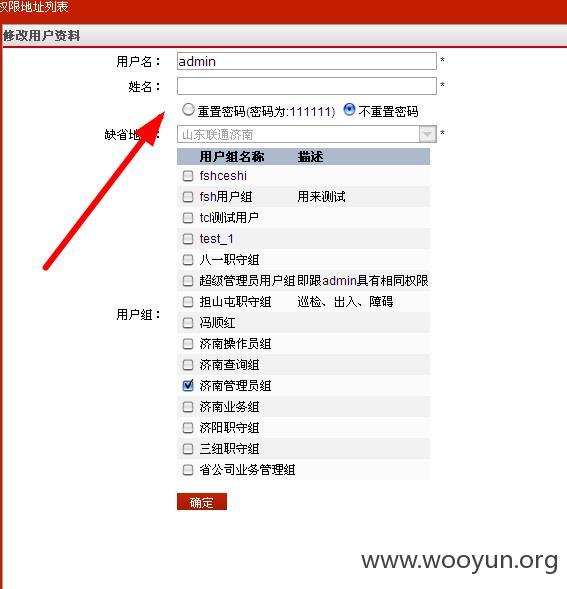 权限地址列表
修改用户资料
用户名： admin *
姓名： *
重置密码(密码为:111111) 不重置密码
缺省地 ： 山东联通济南 *
用户组名称 描述
fshceshi
fsh用户组 用来测试
tcl测试用户
test_1
八一职守组
超级管理员用户组 即跟admin具有相同权限
担山屯职守组 巡检、出入、障碍
用户组：
冯顺红
济南操作员组
济南查询组
济南管理员组
济南业务组
济阳职守组
三纽职守组
省公司业务管理组
确定
www.wooyun.org